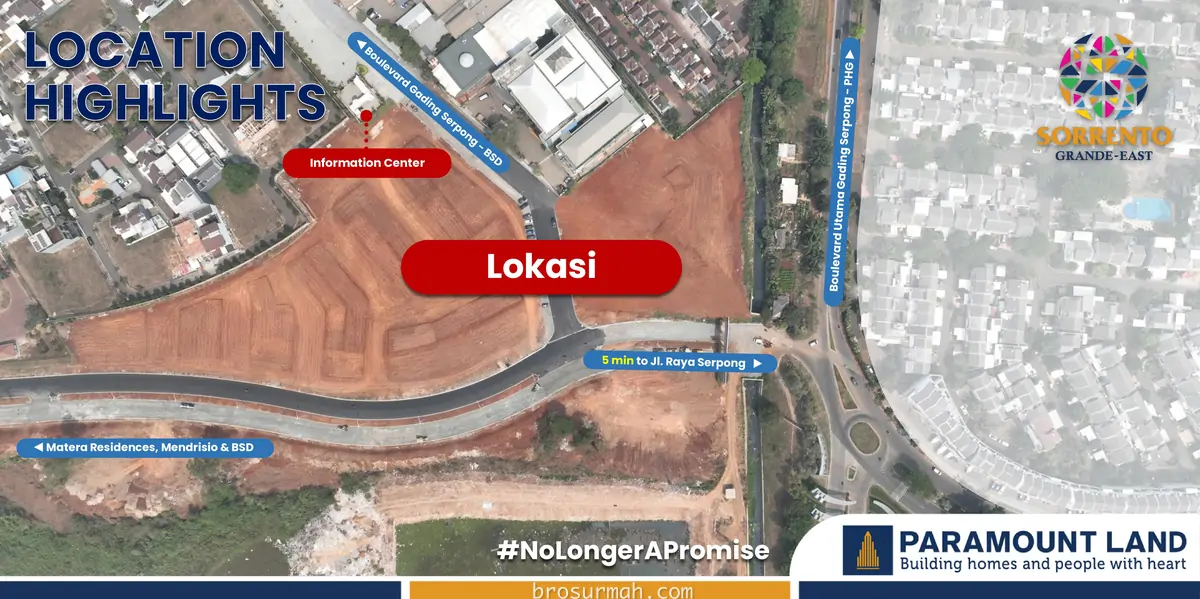 LOCATION
HIGHLIGHTS
◀ Boulevard Gading Serpong - BSD
Boulevard Utama Gading Serpong - PHG ▶
SORRENTO
GRANDE-EAST
Information Center
Lokasi
5 min to Jl. Raya Serpong ▶
◀ Matera Residences, Mendrisio & BSD
#NoLongerAPromise
PARAMOUNT LAND
Building homes and people with heart
brosurmah.com